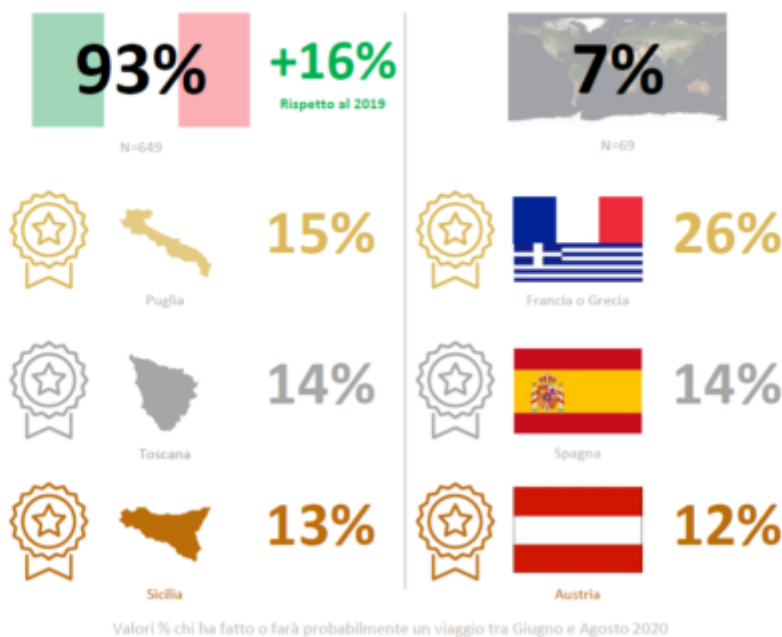 93%
+16%
Rispetto al 2019
N=649
7%
N=69
15%
Puglia
26%
Francia o Grecia
14%
Toscana
14%
Spagna
13%
Sicilia
12%
Austria
Valori % chi ha fatto o farà probabilmente un viaggio tra Giugno e Agosto 2020